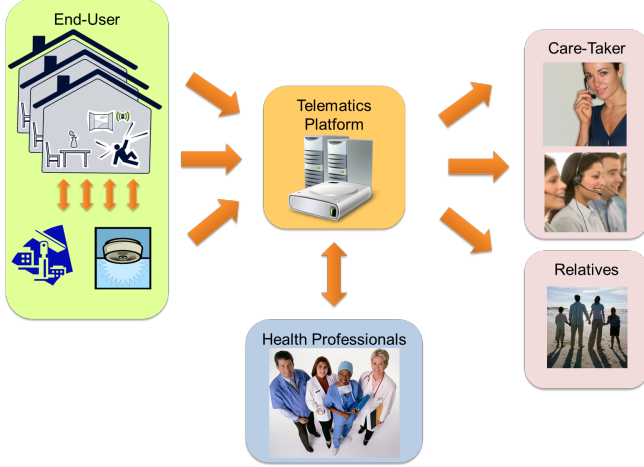 End-User
Telematics
Platform
Care-Taker
Relatives
Health Professionals